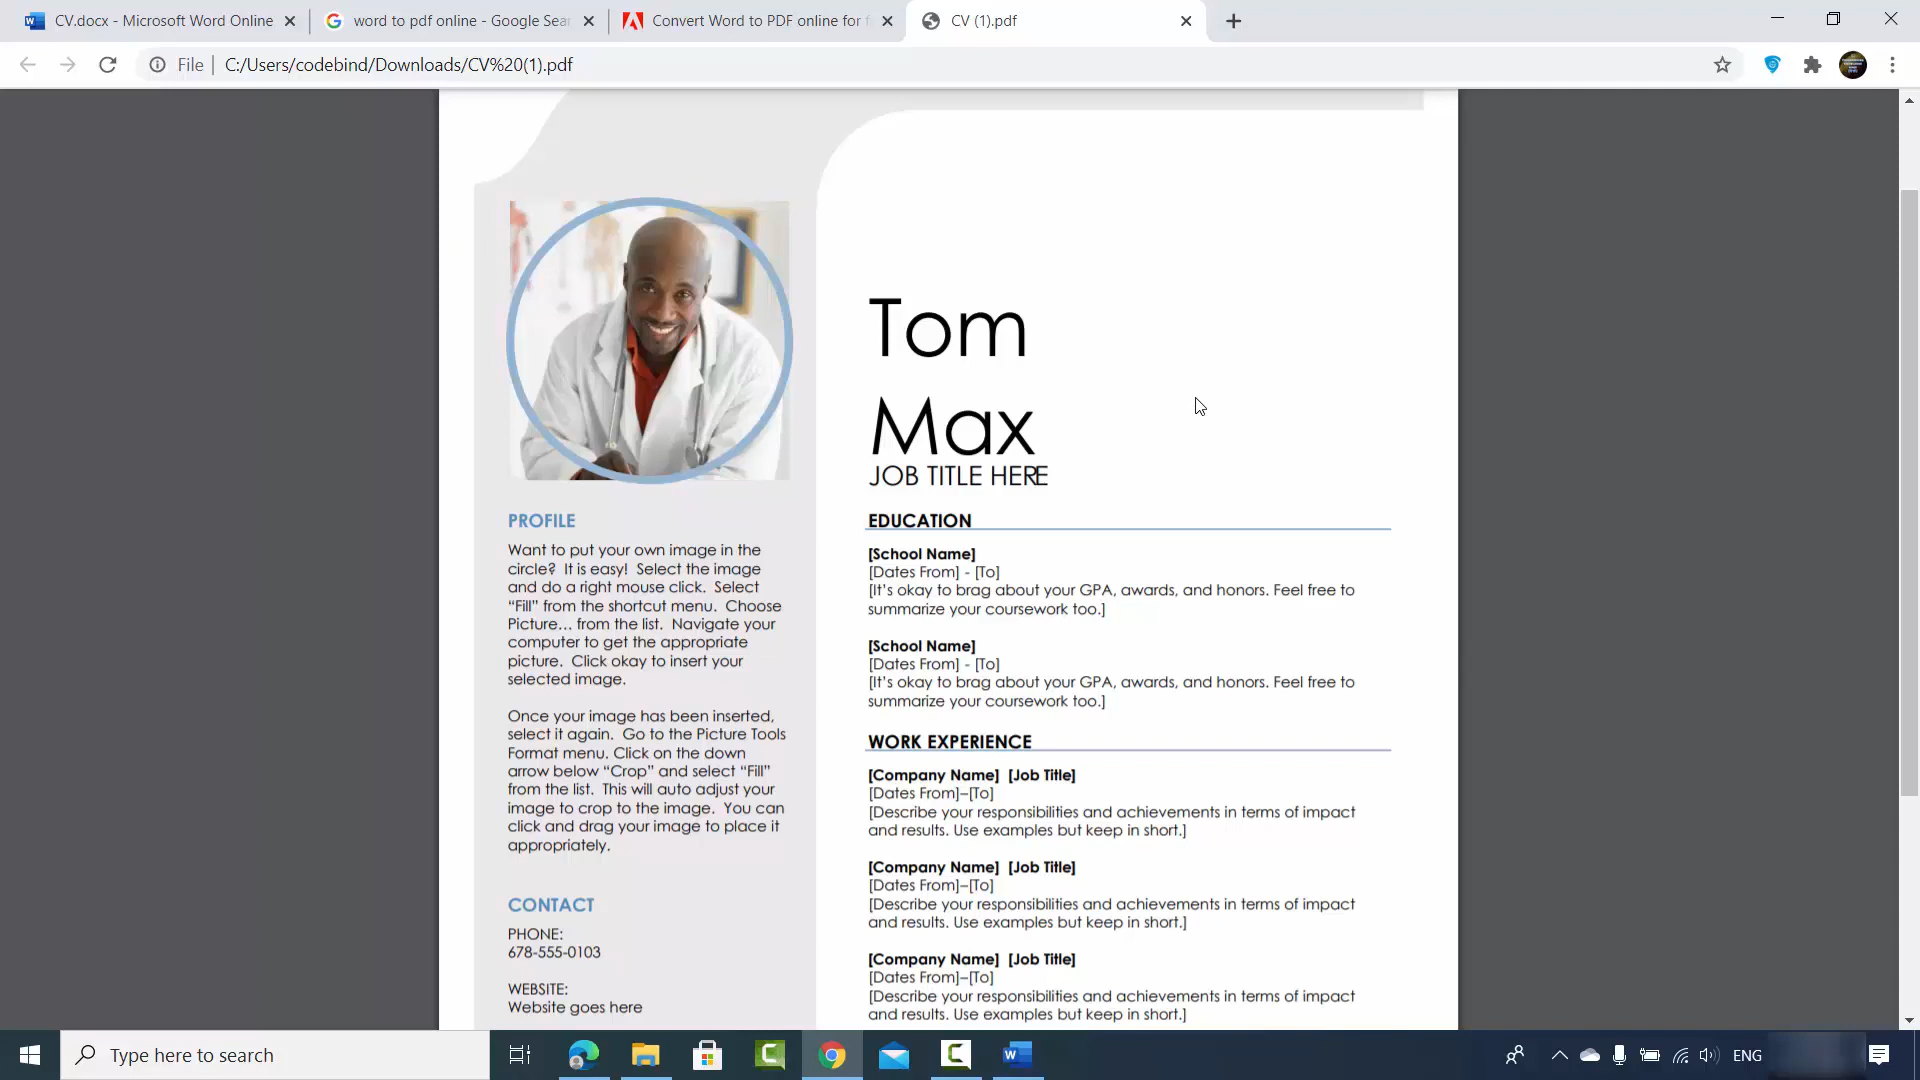 CV.docx - Microsoft Word Online
word to pdf online - Google Sea
Convert Word to PDF online for f
CV (1).pdf
File
C:/Users/codebind/Downloads/CV%20(1).pdf
Tom
Max
JOB TITLE HERE
PROFILE
Want to put your own image in the
circle?  It is easy!  Select the image
and do a right mouse click.  Select
“Fill” from the shortcut menu.  Choose
Picture… from the list.  Navigate your
computer to get the appropriate
picture.  Click okay to insert your
selected image.
Once your image has been inserted,
select it again.  Go to the Picture Tools
Format menu. Click on the down
arrow below “Crop” and select “Fill”
from the list.  This will auto adjust your
image to crop to the image.  You can
click and drag your image to place it
appropriately.
CONTACT
PHONE:
678-555-0103
WEBSITE:
Website goes here
EDUCATION
[School Name]
[Dates From] - [To]
[It’s okay to brag about your GPA, awards, and honors. Feel free to
summarize your coursework too.]
[School Name]
[Dates From] - [To]
[It’s okay to brag about your GPA, awards, and honors. Feel free to
summarize your coursework too.]
WORK EXPERIENCE
[Company Name]  [Job Title]
[Dates From]–[To]
[Describe your responsibilities and achievements in terms of impact
and results. Use examples but keep in short.]
[Company Name]  [Job Title]
[Dates From]–[To]
[Describe your responsibilities and achievements in terms of impact
and results. Use examples but keep in short.]
[Company Name]  [Job Title]
[Dates From]–[To]
[Describe your responsibilities and achievements in terms of impact
and results. Use examples but keep in short.]
Type here to search
ENG